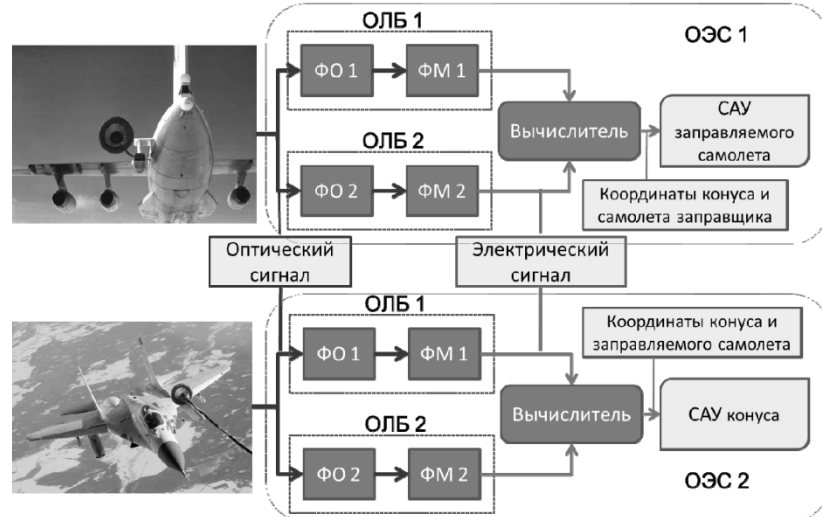 ОЛБ 1
ОЭС 1
ФО 1
ФМ 1
Вычислитель
САУ
заправляемого
самолета
ОЛБ 2
ФО 2
ФМ 2
Координаты конуса и
самолета заправщика
Оптический
сигнал
Электрический
сигнал
ОЛБ 1
ФО 1
ФМ 1
Координаты конуса и
заправляемого самолета
Вычислитель
САУ конуса
ОЛБ 2
ФО 2
ФМ 2
ОЭС 2